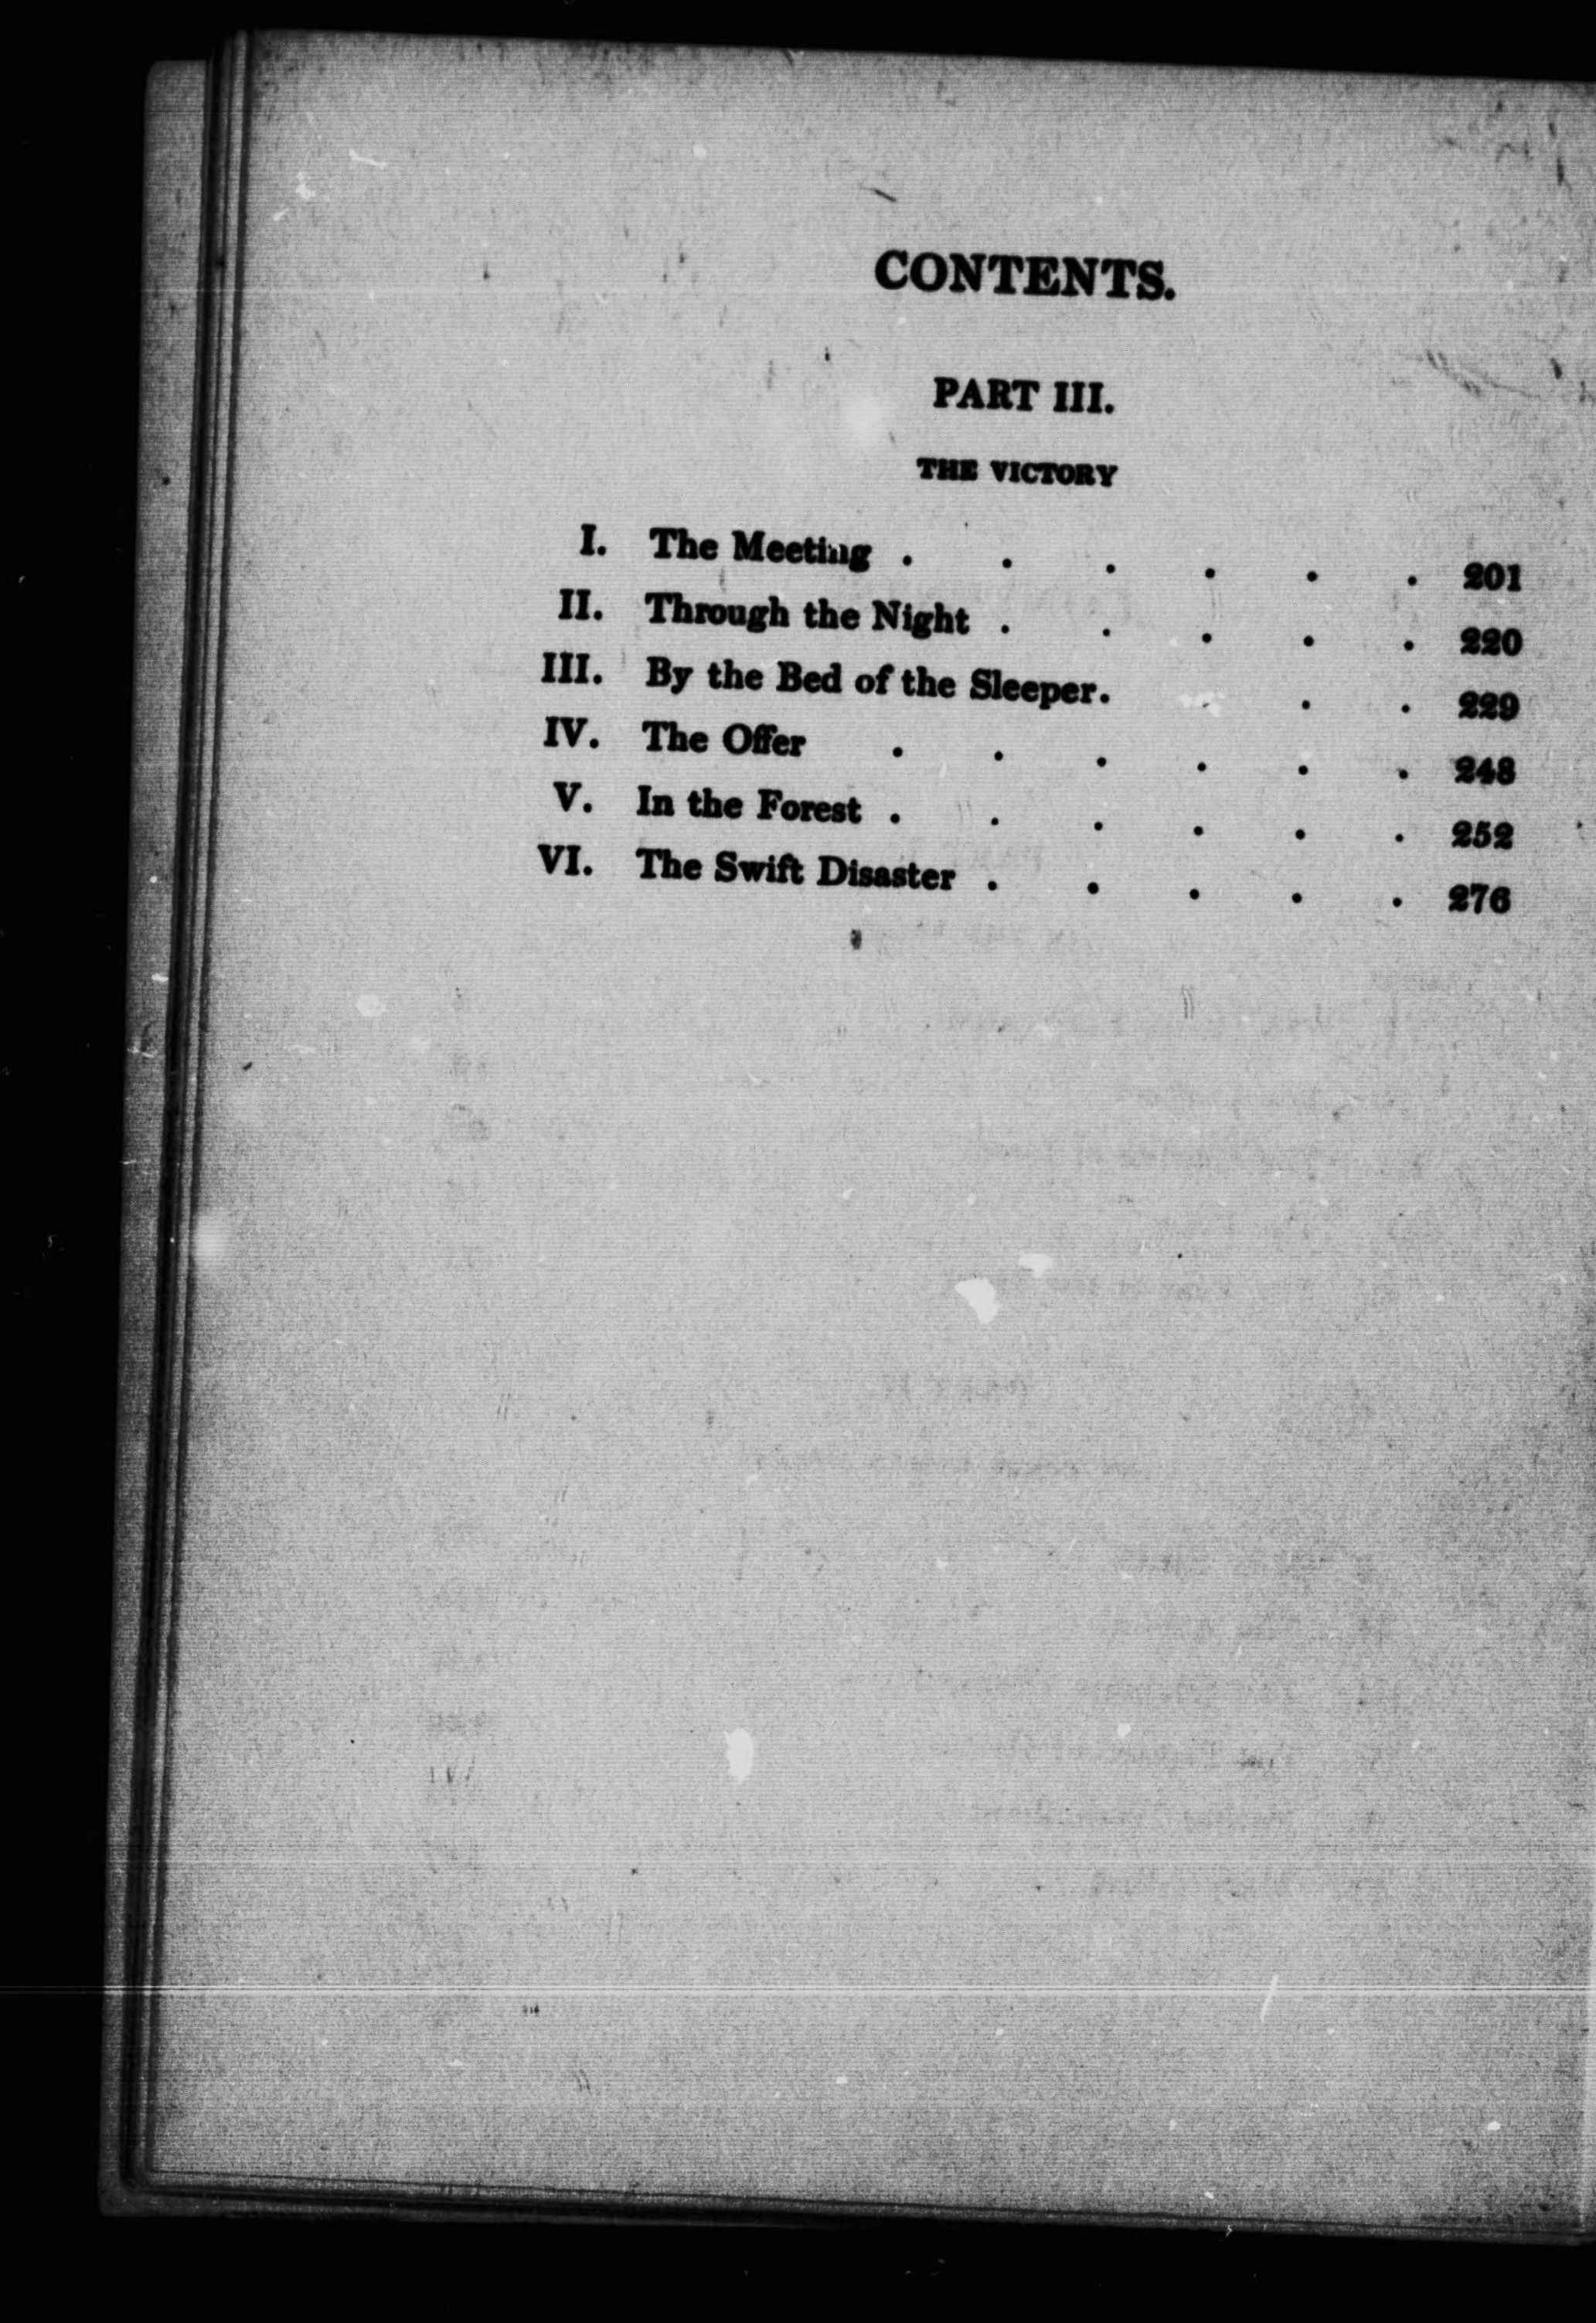 CONTENTS.
PART III.
THE VICTORY
I. The Meeting . . . . . . 201
II. Through the Night . . . . . 220
III. By the Bed of the Sleeper. . . . 229
IV. The Offer . . . . . . 248
V. In the Forest . . . . . . 252
VI. The Swift Disaster . . . . . 276